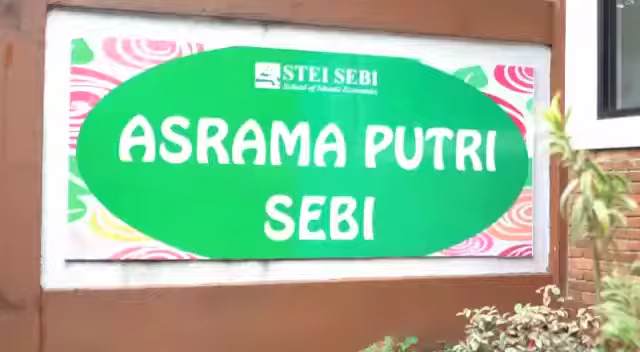 STEI SEBI
School of Islamic Economics
ASRAMA PUTRI
SEBI